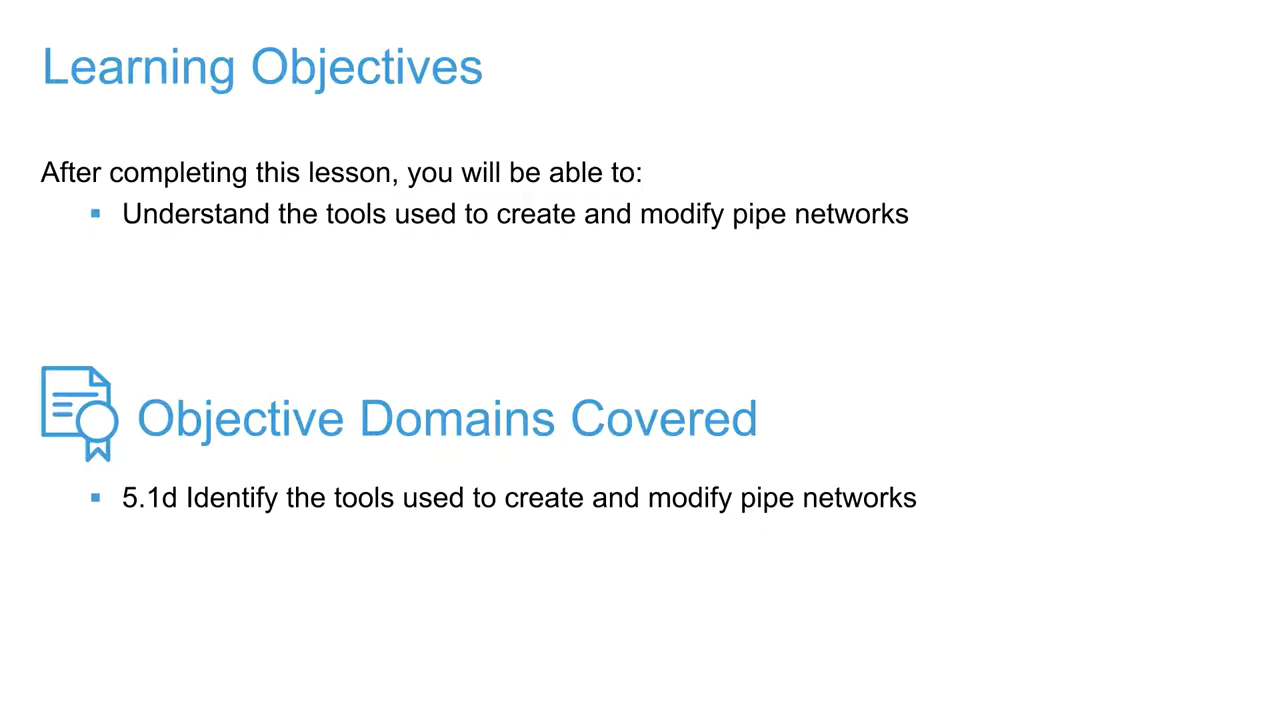 Learning Objectives
After completing this lesson, you will be able to:
▪ Understand the tools used to create and modify pipe networks
Objective Domains Covered
▪ 5.1d Identify the tools used to create and modify pipe networks